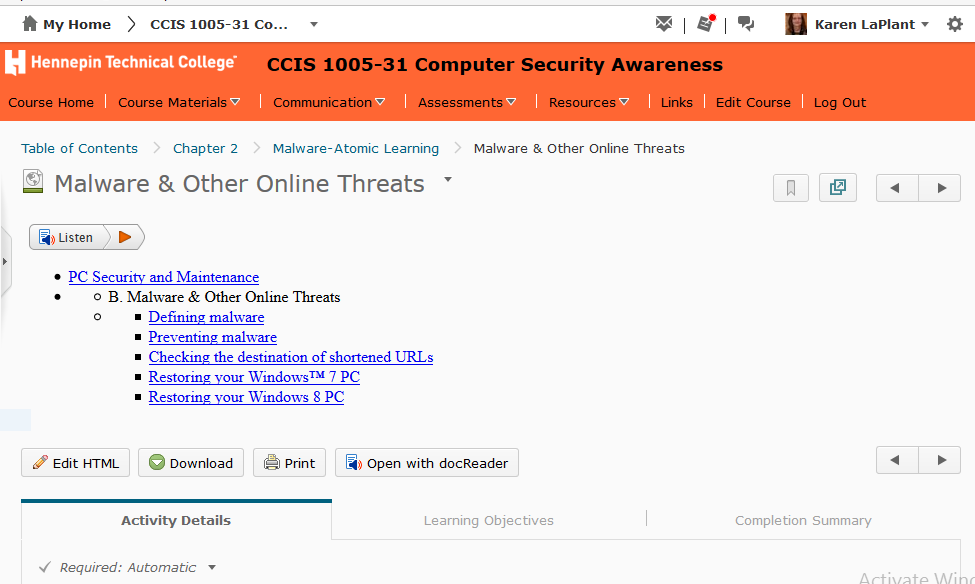 My Home CCIS 1005-31 Co... Karen LaPlant
Hennepin Technical College CCIS 1005-31 Computer Security Awareness
Course Home Course Materials Communication Assessments Resources Links Edit Course Log Out
Table of Contents Chapter 2 Malware-Atomic Learning Malware & Other Online Threats
Malware & Other Online Threats
Listen
PC Security and Maintenance
B. Malware & Other Online Threats
Defining malware
Preventing malware
Checking the destination of shortened URLs
Restoring your Windows™ 7 PC
Restoring your Windows 8 PC
Edit HTML Download Print Open with docReader
Activity Details Learning Objectives Completion Summary
Required: Automatic
Activate Wind